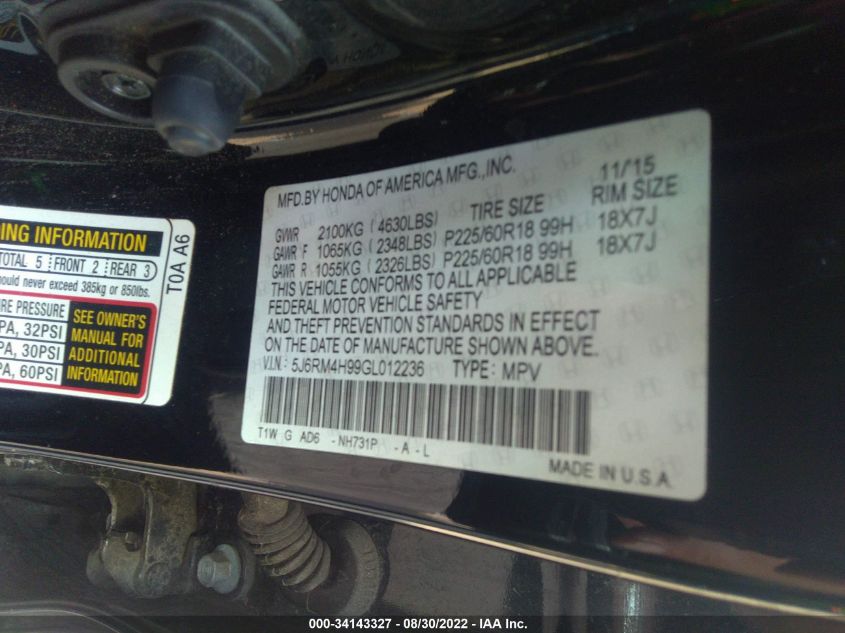 MFD.BY HONDA OF AMERICA MFG.,INC. 11/15
GVWR 2100KG (4630LBS) TIRE SIZE RIM SIZE
GAWR F 1065KG (2348LBS) P225/60R18 99H 18X7J
GAWR R 1055KG (2326LBS) P225/60R18 99H 18X7J
THIS VEHICLE CONFORMS TO ALL APPLICABLE
FEDERAL MOTOR VEHICLE SAFETY
AND THEFT PREVENTION STANDARDS IN EFFECT
ON THE DATE OF MANUFACTURE SHOWN ABOVE.
V.I.N: 5J6RM4H99GL012236 TYPE: MPV
T1W G AD6 -NH731P -A -L
MADE IN U.S.A
INFORMATION
TOTAL 5 FRONT 2 REAR 3
should never exceed 385kg or 850lbs.
PRESSURE
PA, 32PSI
PA, 30PSI
PA, 60PSI
SEE OWNER'S
MANUAL FOR
ADDITIONAL
INFORMATION
T0A A6
000-34143327 - 08/30/2022 - IAA Inc.